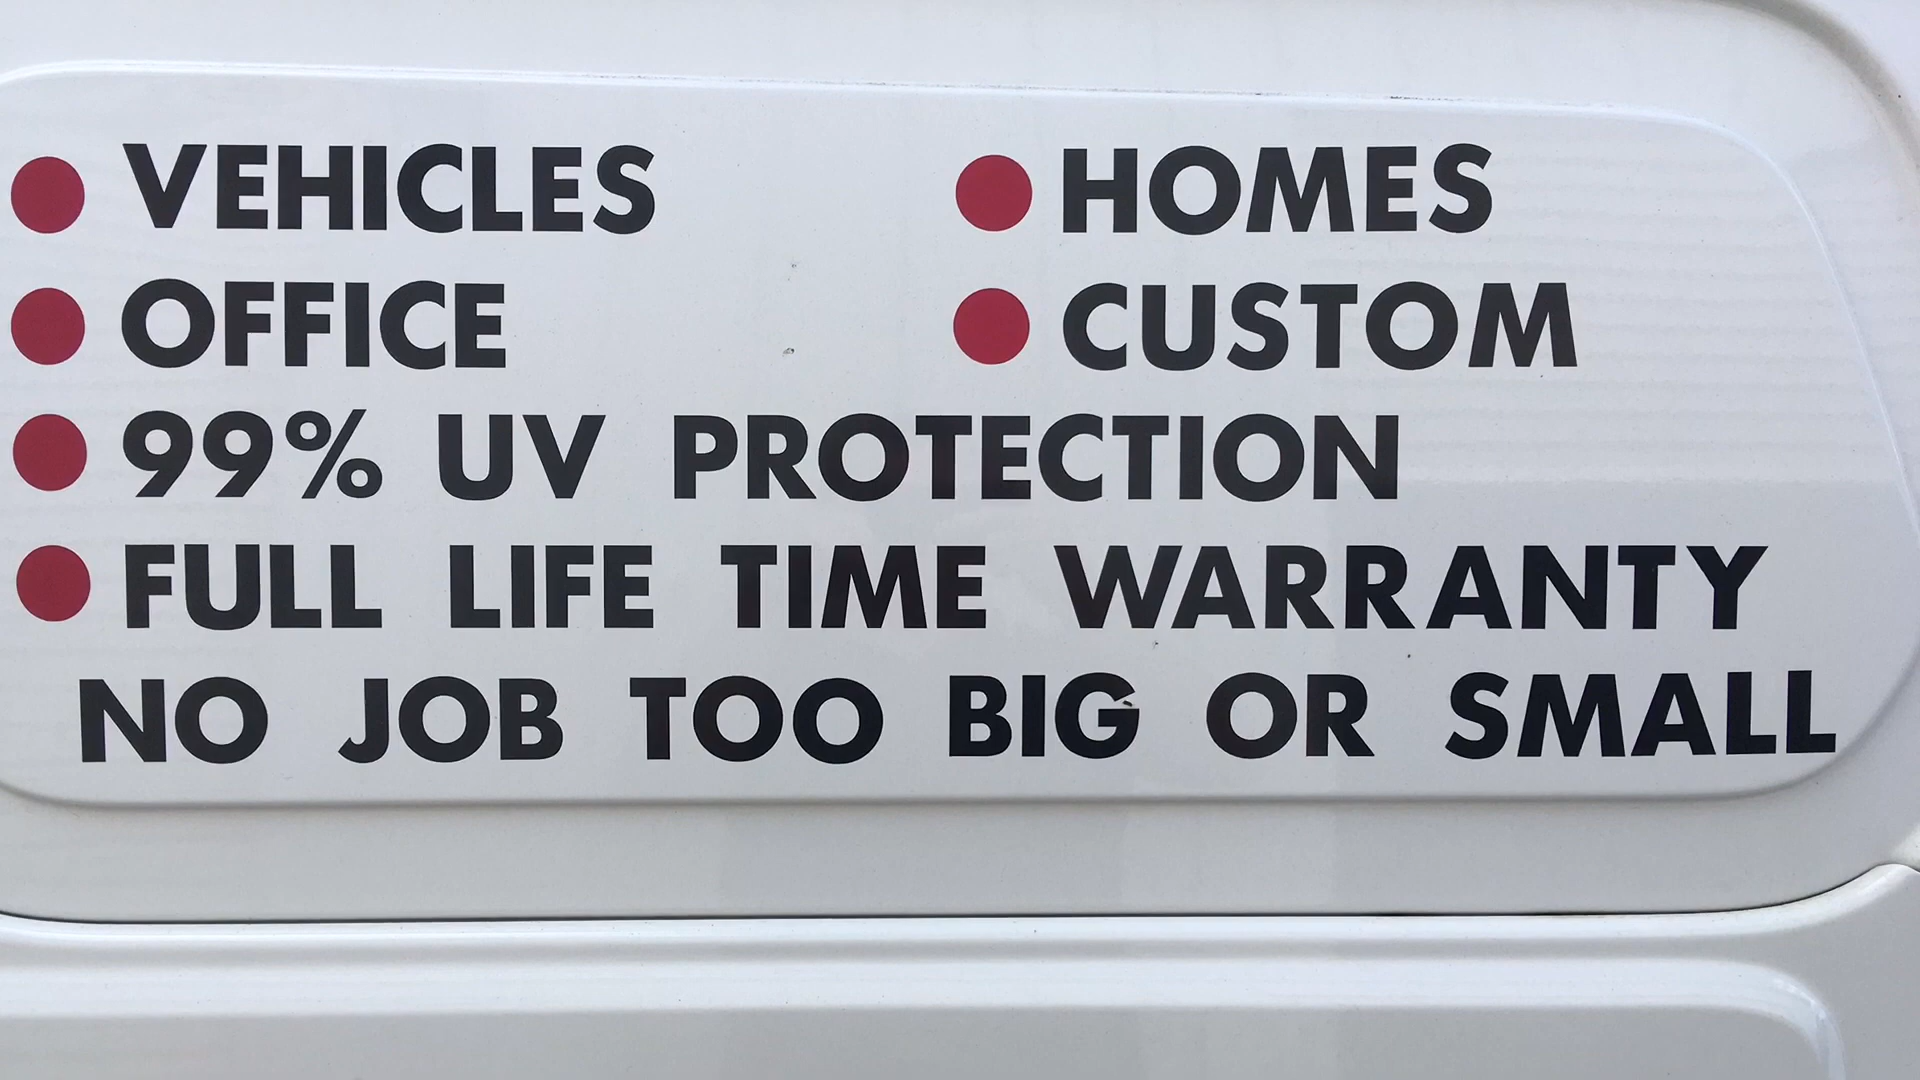 VEHICLES HOMES
OFFICE CUSTOM
99% UV PROTECTION
FULL LIFE TIME WARRANTY
NO JOB TOO BIG OR SMALL